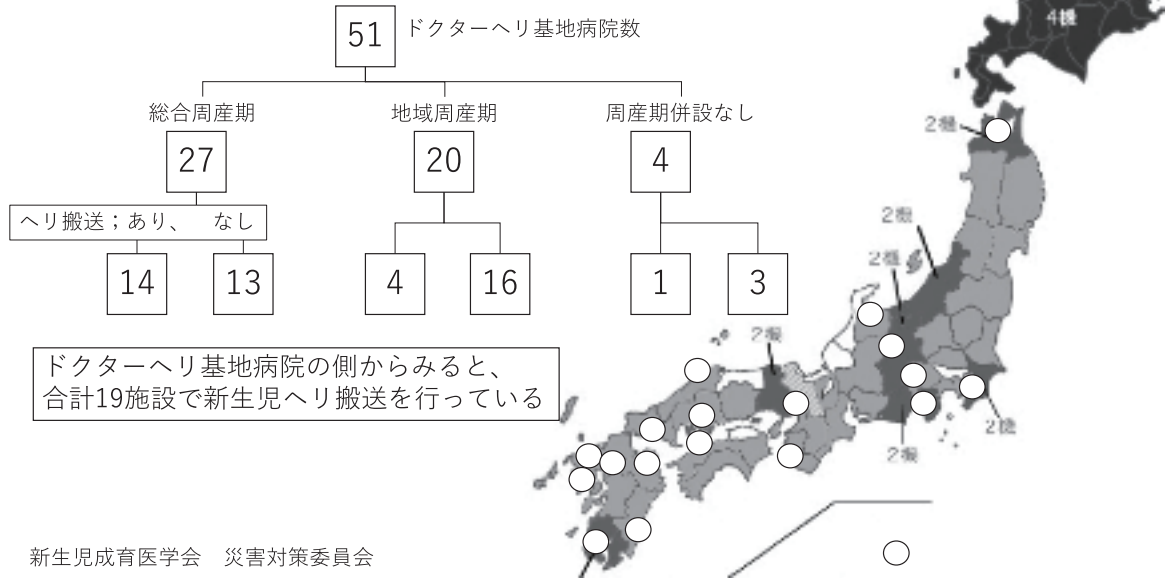 51 ドクターヘリ基地病院数
総合周産期
地域周産期
周産期併設なし
27
20
4
ヘリ搬送;あり、 なし
14
13
4
16
1
3
ドクターヘリ基地病院の側からみると、
合計19施設で新生児ヘリ搬送を行っている
新生児成育医学会 災害対策委員会
4機
2機
2機
2機
2機
2機
2機